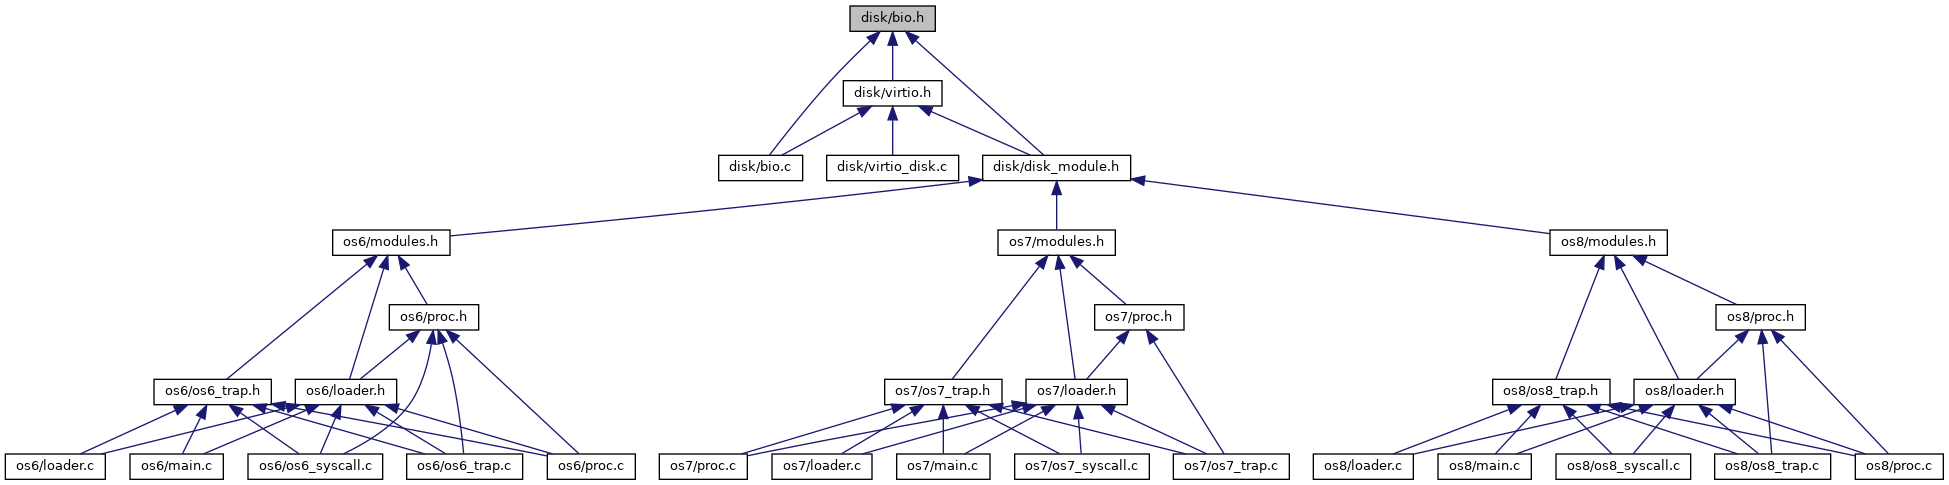 disk/bio.h
disk/virtio.h
disk/bio.c
disk/virtio_disk.c
disk/disk_module.h
os6/modules.h
os7/modules.h
os8/modules.h
os6/proc.h
os7/proc.h
os8/proc.h
os6/os6_trap.h
os6/loader.h
os7/os7_trap.h
os7/loader.h
os8/os8_trap.h
os8/loader.h
os6/loader.c
os6/main.c
os6/os6_syscall.c
os6/os6_trap.c
os6/proc.c
os7/proc.c
os7/loader.c
os7/main.c
os7/os7_syscall.c
os7/os7_trap.c
os8/loader.c
os8/main.c
os8/os8_syscall.c
os8/os8_trap.c
os8/proc.c